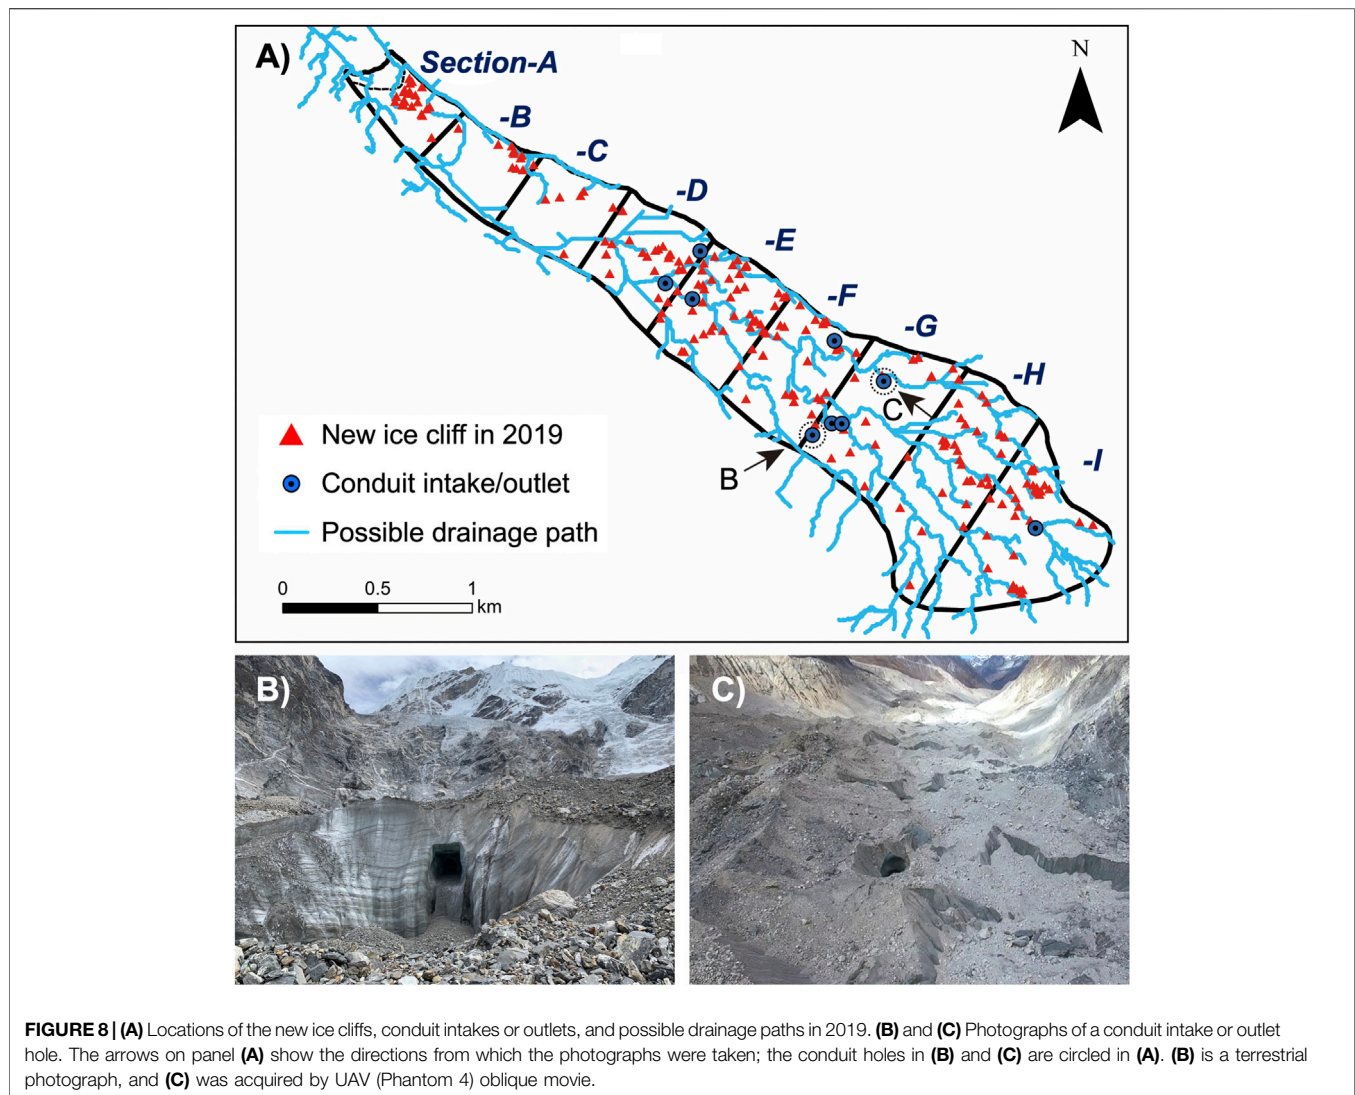 A)
N
Section-A
-B
-C
-D
-E
-F
-G
-H
-I
C
B
New ice cliff in 2019
Conduit intake/outlet
Possible drainage path
0 0.5 1
km
B)
C)
FIGURE 8 | (A) Locations of the new ice cliffs, conduit intakes or outlets, and possible drainage paths in 2019. (B) and (C) Photographs of a conduit intake or outlet
hole. The arrows on panel (A) show the directions from which the photographs were taken; the conduit holes in (B) and (C) are circled in (A). (B) is a terrestrial
photograph, and (C) was acquired by UAV (Phantom 4) oblique movie.